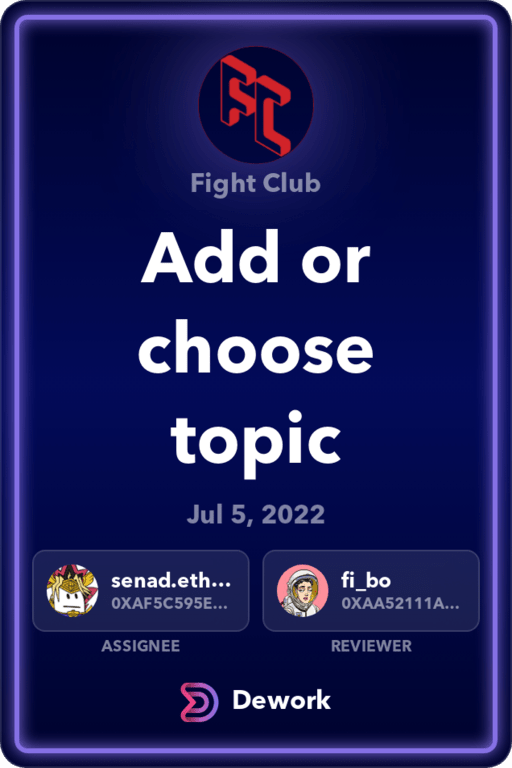 FC
Fight Club
Add or
choose
topic
Jul 5, 2022
senad.eth...
0XAF5C595E...
ASSIGNEE
fi_bo
0XAA52111A...
REVIEWER
Dework